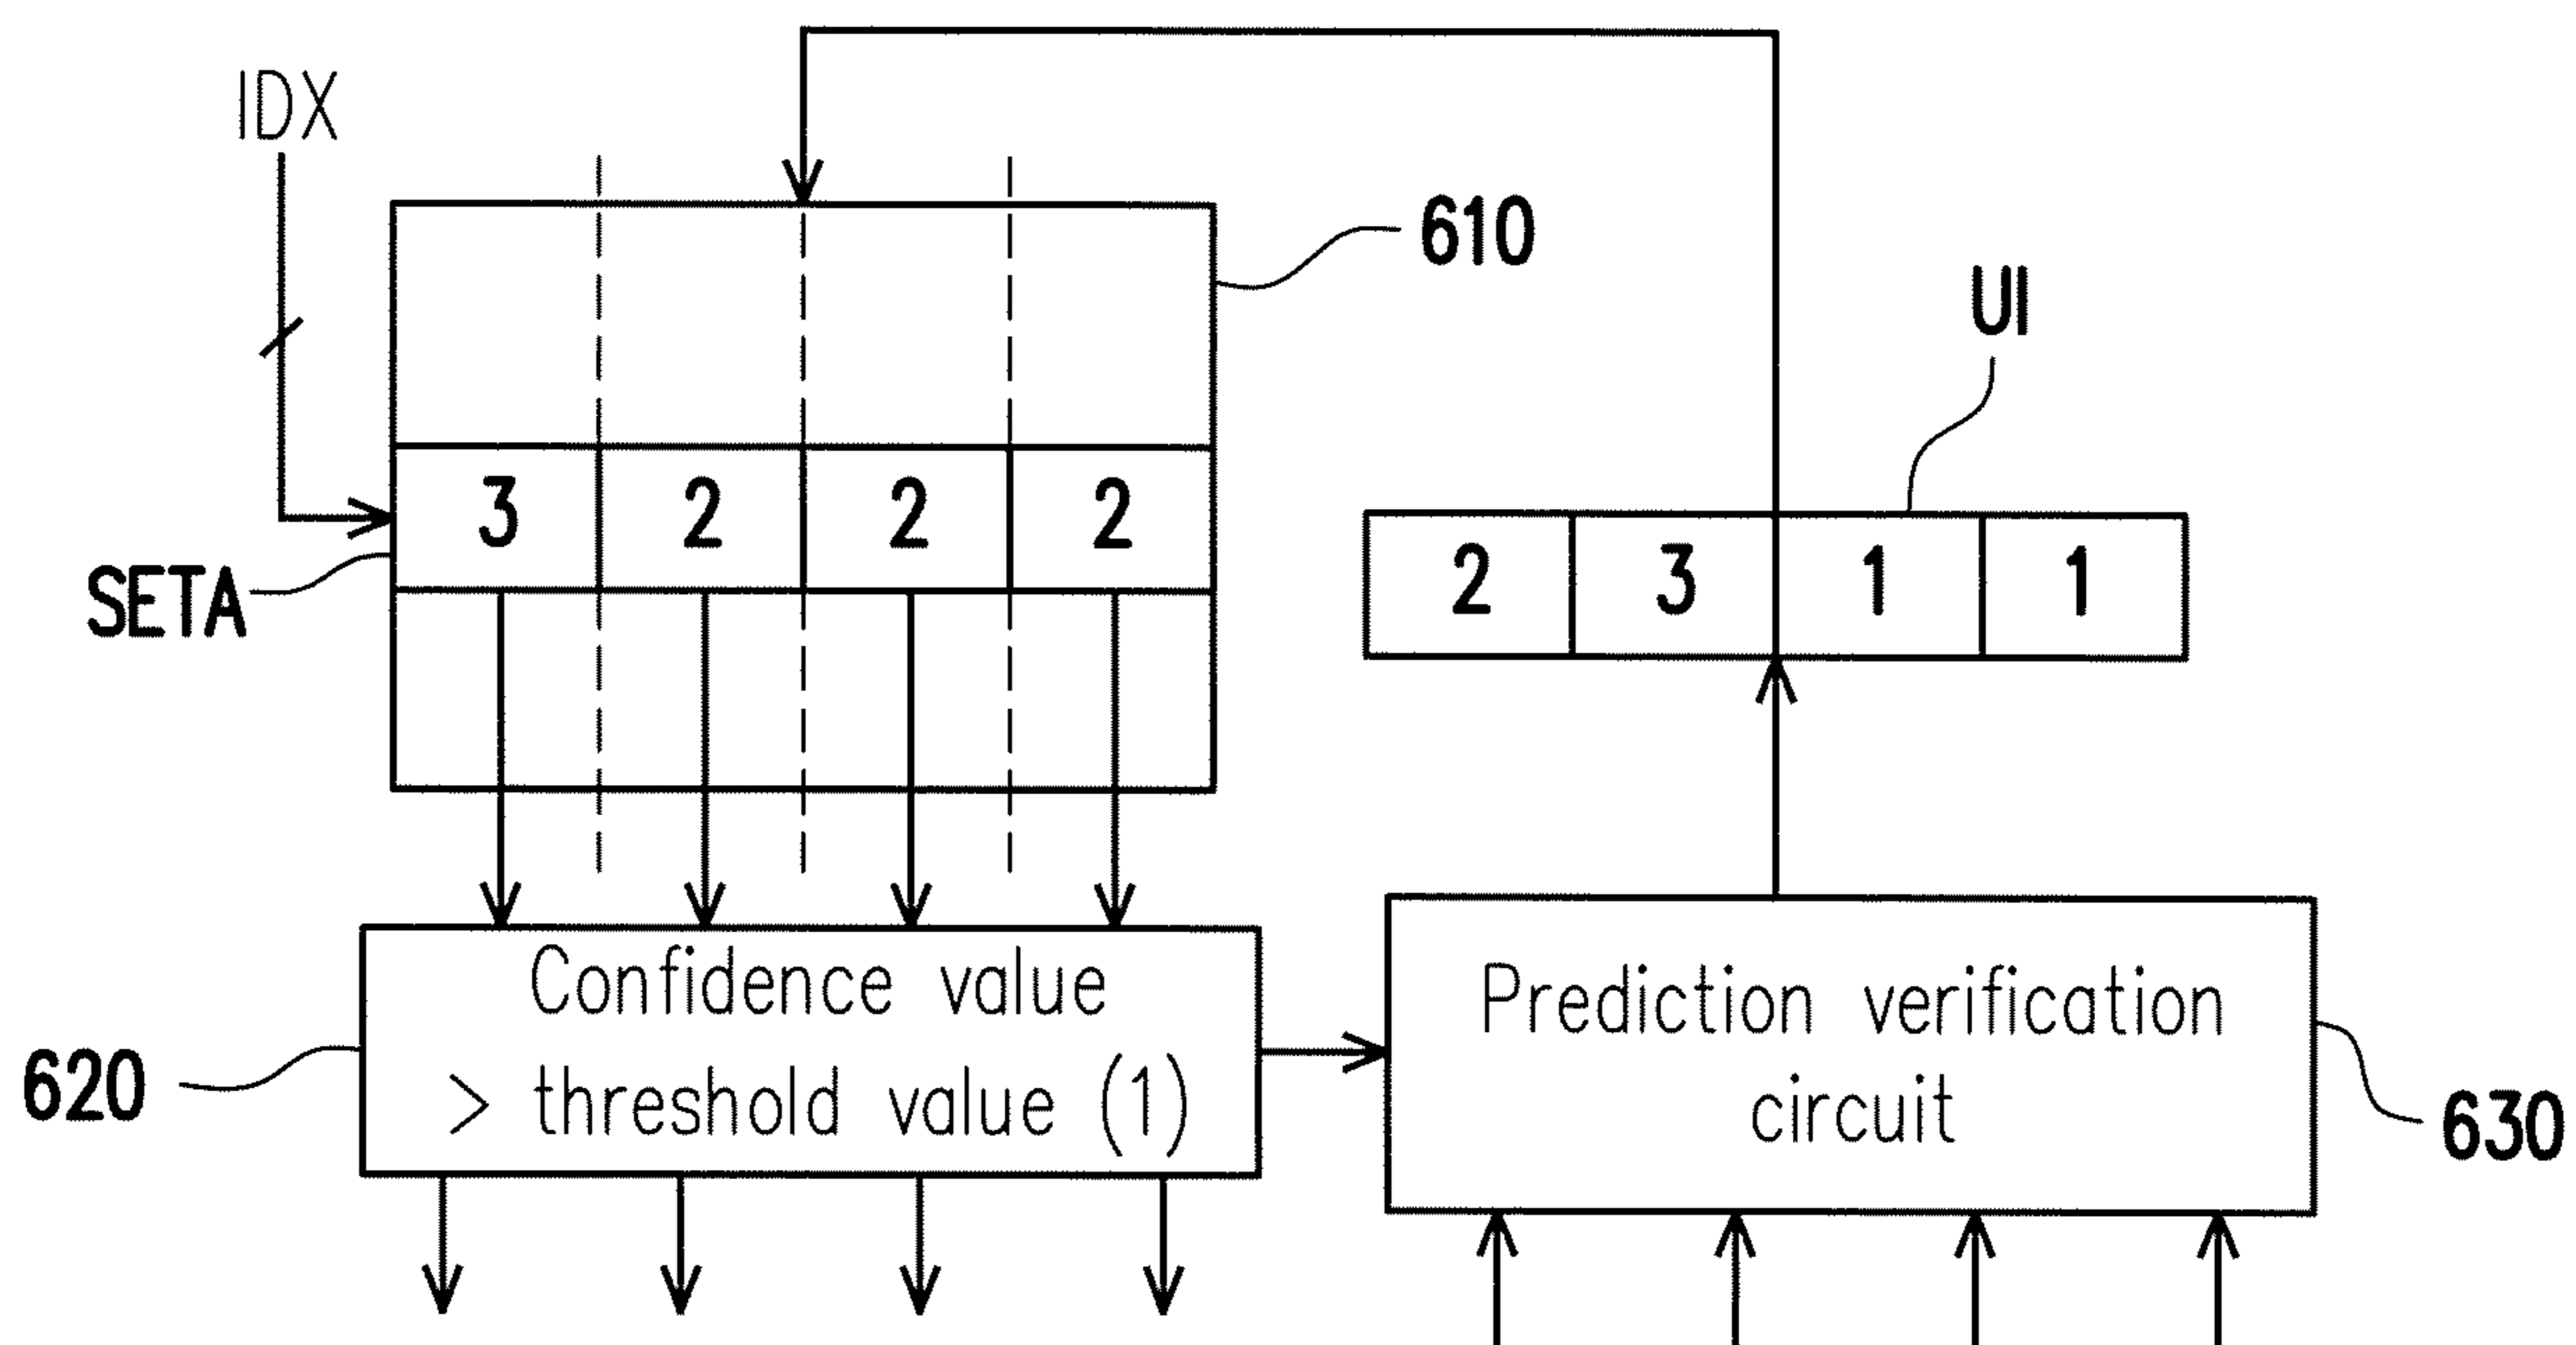 IDX
610
UI
3 2 2 2
SETA
2 3 1 1
Confidence value
> threshold value (1)
620
Prediction verification
circuit
630